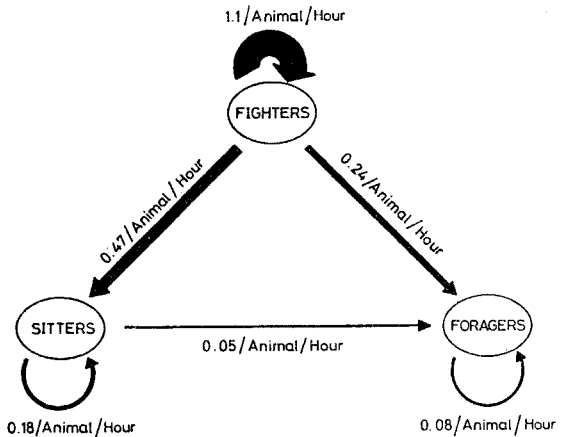 1.1/Animal/Hour
FIGHTERS
0.47/Animal/Hour
0.24/Animal/Hour
SITTERS
FORAGERS
0.05/Animal/Hour
0.18/Animal/Hour
0.08/Animal/Hour